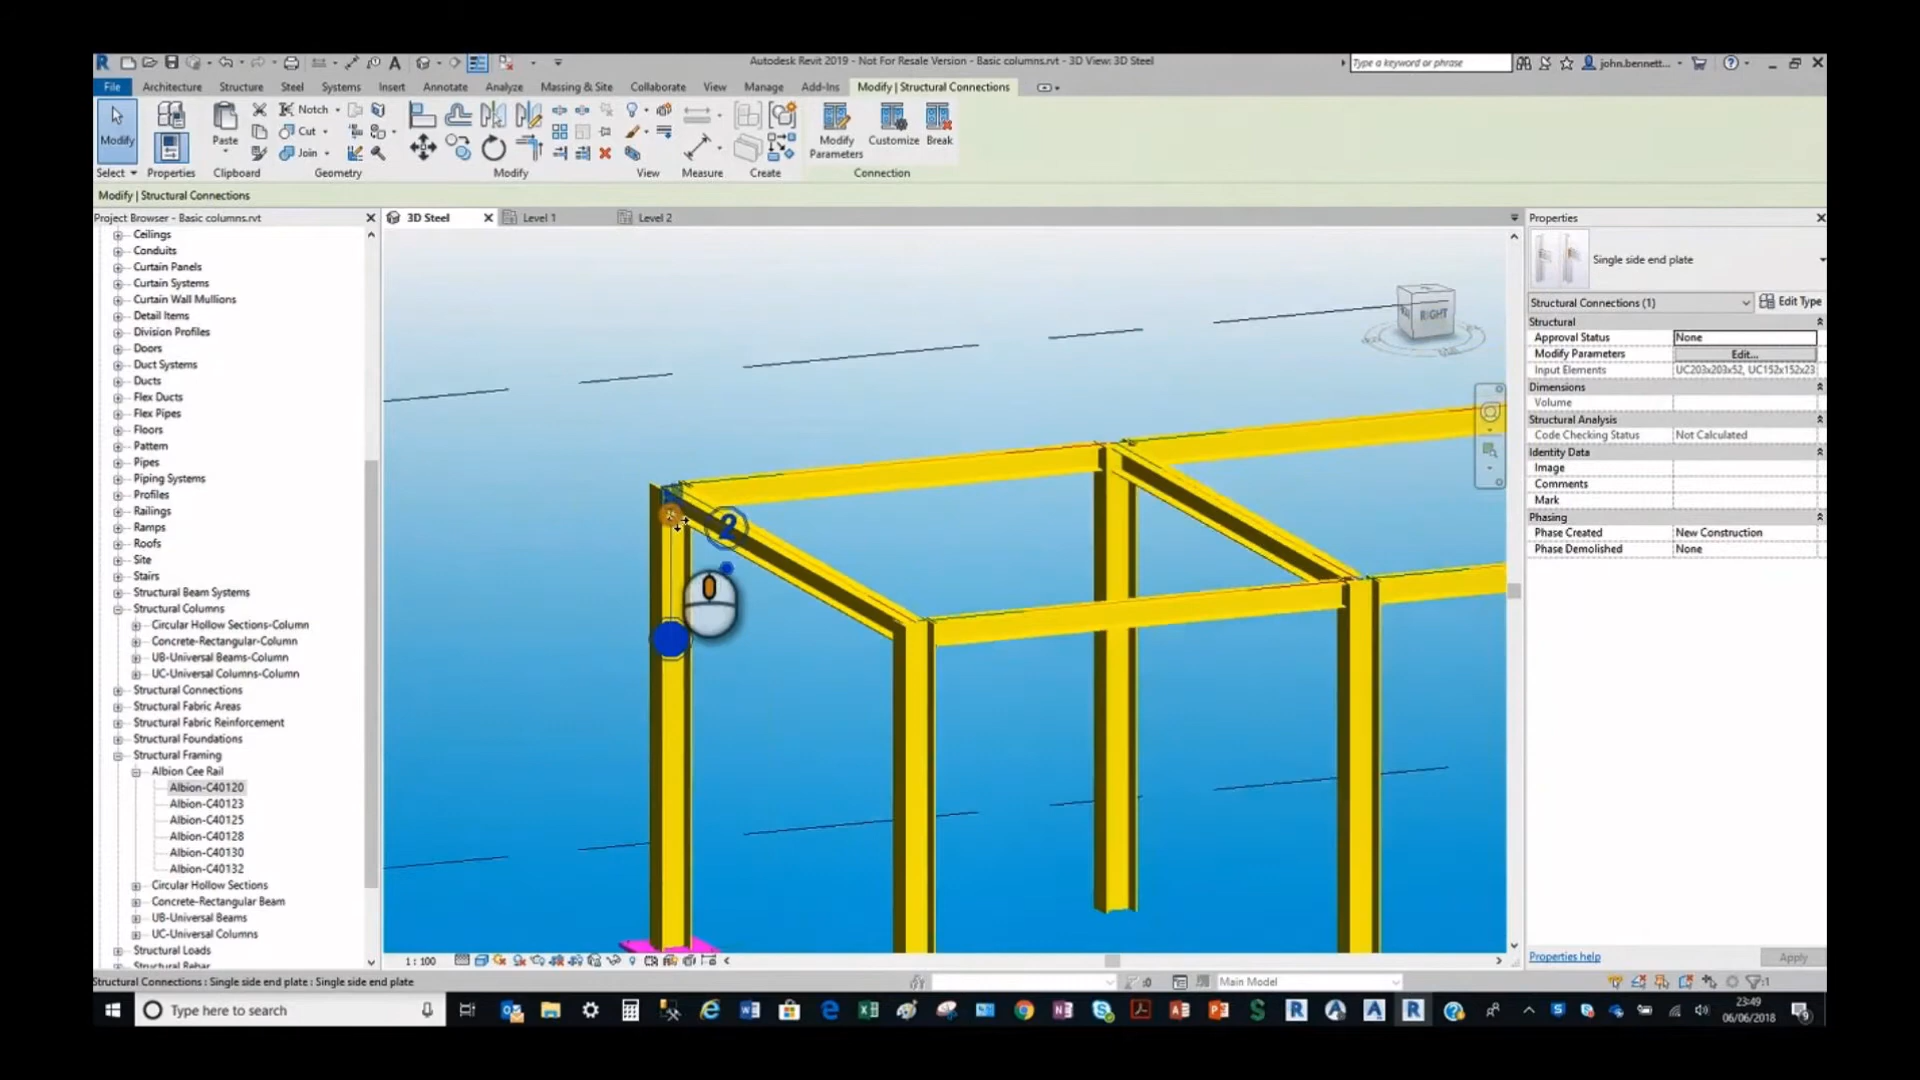 Autodesk Revit 2019 - Not For Resale Version - Basic columns.rvt - 3D View: 3D Steel
Type a keyword or phrase
john.bennett...
File Architecture Structure Steel Systems Insert Annotate Analyze Massing & Site Collaborate View Manage Add-Ins Modify | Structural Connections
Modify
Notch
Cut
Join
Paste
Modify Parameters
Customize
Break
Select Properties Clipboard Geometry Modify View Measure Create Connection
Modify | Structural Connections
Project Browser - Basic columns.rvt
Ceilings
Conduits
Curtain Panels
Curtain Systems
Curtain Wall Mullions
Detail Items
Division Profiles
Doors
Duct Systems
Ducts
Flex Ducts
Flex Pipes
Floors
Pattern
Pipes
Piping Systems
Profiles
Railings
Ramps
Roofs
Site
Stairs
Structural Beam Systems
Structural Columns
Circular Hollow Sections-Column
Concrete-Rectangular-Column
UB-Universal Beams-Column
UC-Universal Columns-Column
Structural Connections
Structural Fabric Areas
Structural Fabric Reinforcement
Structural Foundations
Structural Framing
Albion Cee Rail
Albion-C40120
Albion-C40123
Albion-C40125
Albion-C40128
Albion-C40130
Albion-C40132
Circular Hollow Sections
Concrete-Rectangular Beam
UB-Universal Beams
UC-Universal Columns
Structural Loads
Structural Rebar
3D Steel
Level 1
Level 2
RIGHT
2
1 : 100
Properties
Single side end plate
Structural Connections (1)
Edit Type
Structural
Approval Status None
Modify Parameters Edit...
Input Elements UC203x203x52, UC152x152x23
Dimensions
Volume
Structural Analysis
Code Checking Status Not Calculated
Identity Data
Image
Comments
Mark
Phasing
Phase Created New Construction
Phase Demolished None
Properties help
Apply
Structural Connections : Single side end plate : Single side end plate
:0
Main Model
:1
Type here to search
23:49
06/06/2018